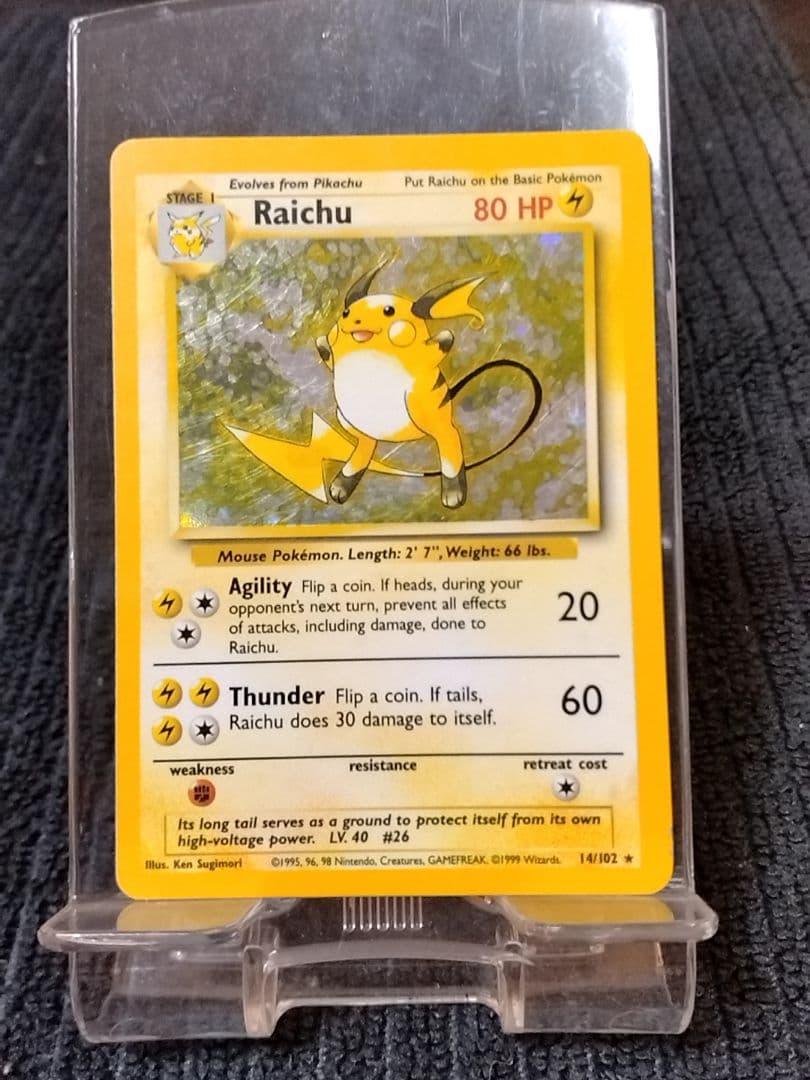 Evolves from Pikachu
Put Raichu on the Basic Pokémon
STAGE 1
Raichu
80 HP
Mouse Pokémon. Length: 2' 7", Weight: 66 lbs.
Agility Flip a coin. If heads, during your
opponent's next turn, prevent all effects
of attacks, including damage, done to
Raichu.
20
Thunder Flip a coin. If tails,
Raichu does 30 damage to itself.
60
weakness
resistance
retreat cost
Its long tail serves as a ground to protect itself from its own
high-voltage power. LV. 40 #26
Illus. Ken Sugimori
©1995, 96, 98 Nintendo, Creatures, GAMEFREAK. ©1999 Wizards.
14/102 ★